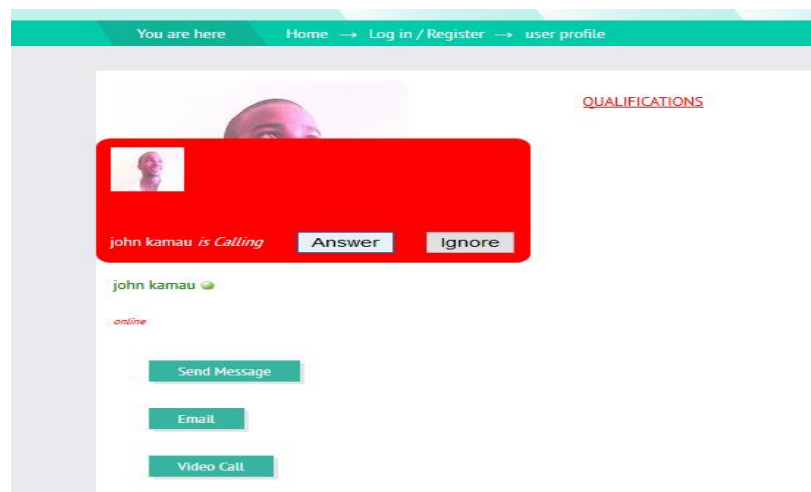 You are here Home → Log in / Register → user profile
QUALIFICATIONS
john kamau is Calling Answer Ignore
john kamau
online
Send Message
Email
Video Call